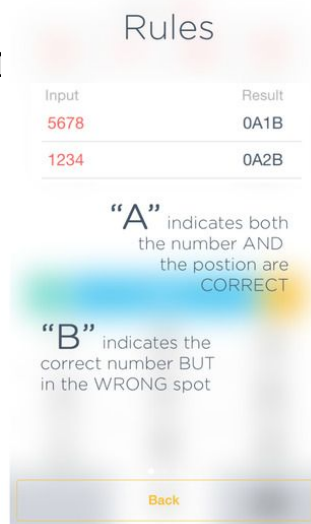 Rules
Input Result
5678 0A1B
1234 0A2B
“A” indicates both
the number AND
the postion are
CORRECT
“B” indicates the
correct number BUT
in the WRONG spot
Back